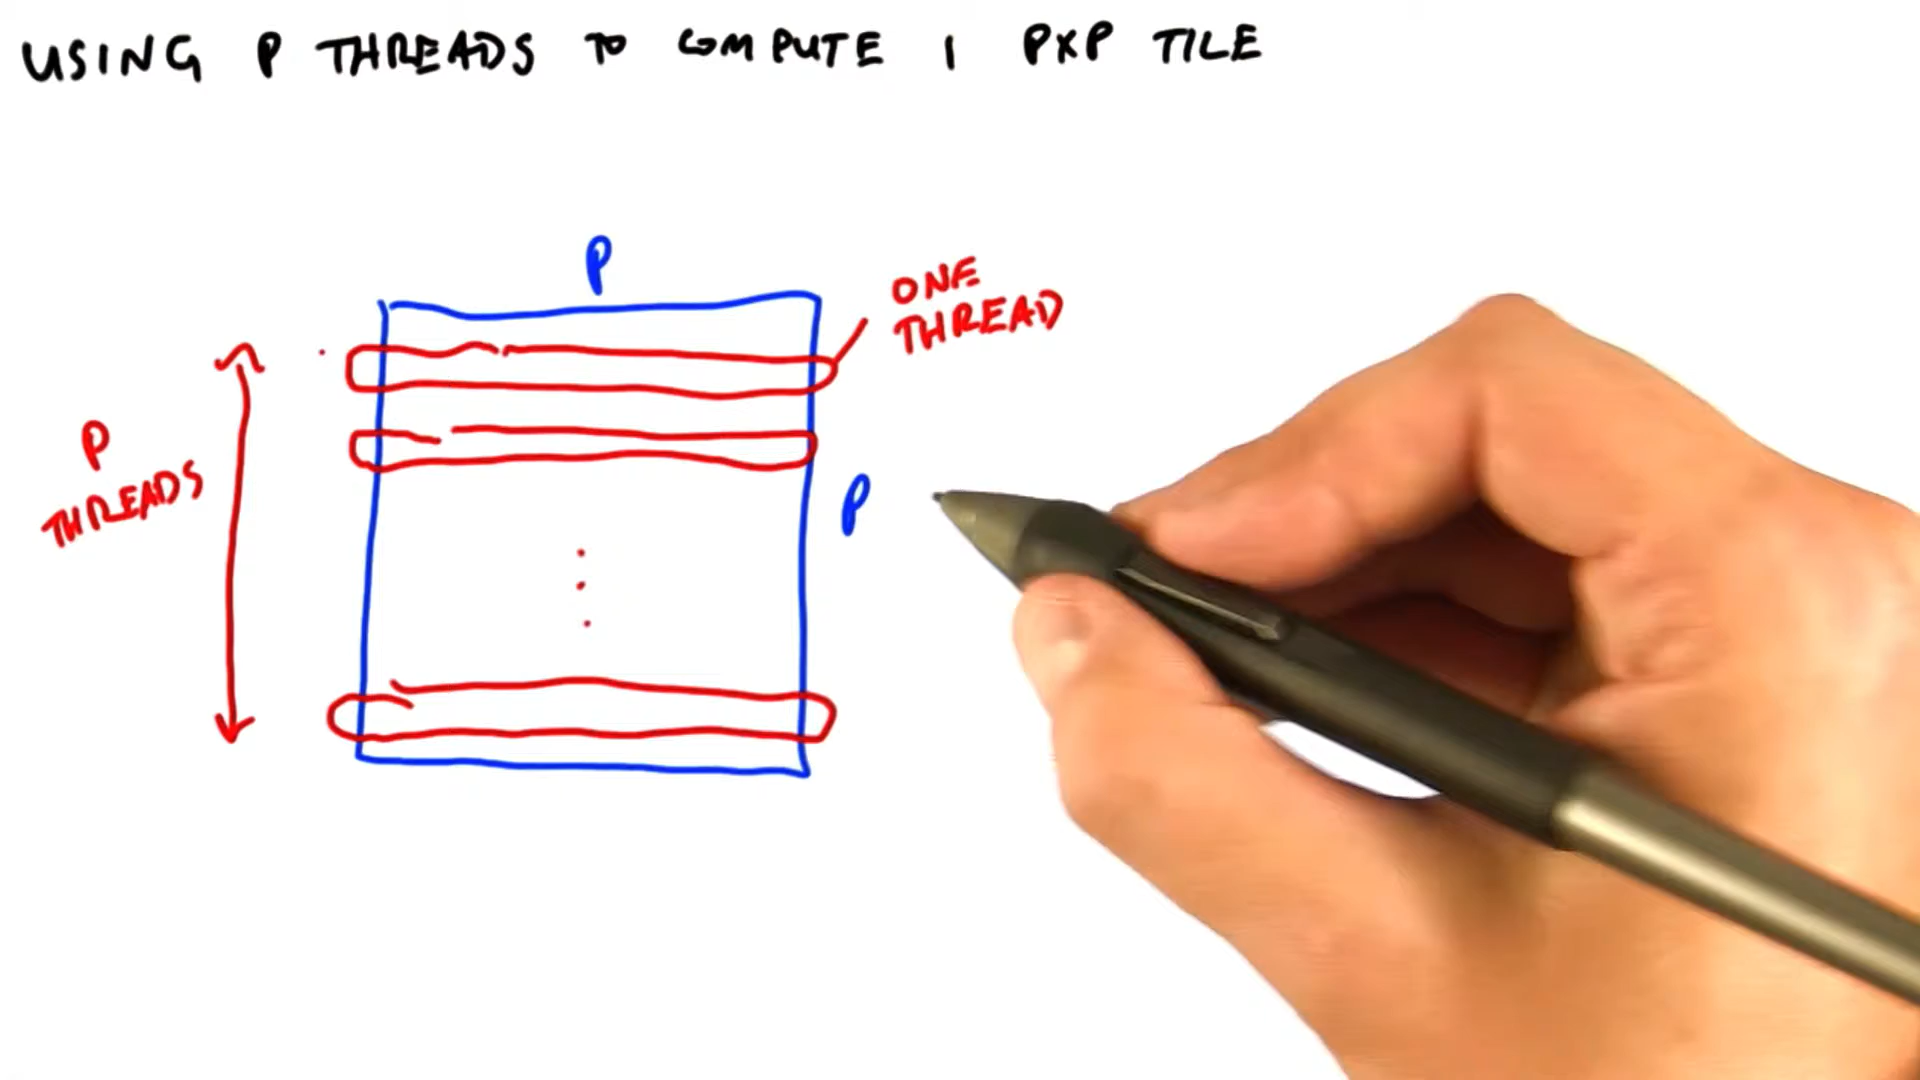 USING P THREADS TO COMPUTE 1 PXP TILE
P
ONE
THREAD
P
THREADS
P